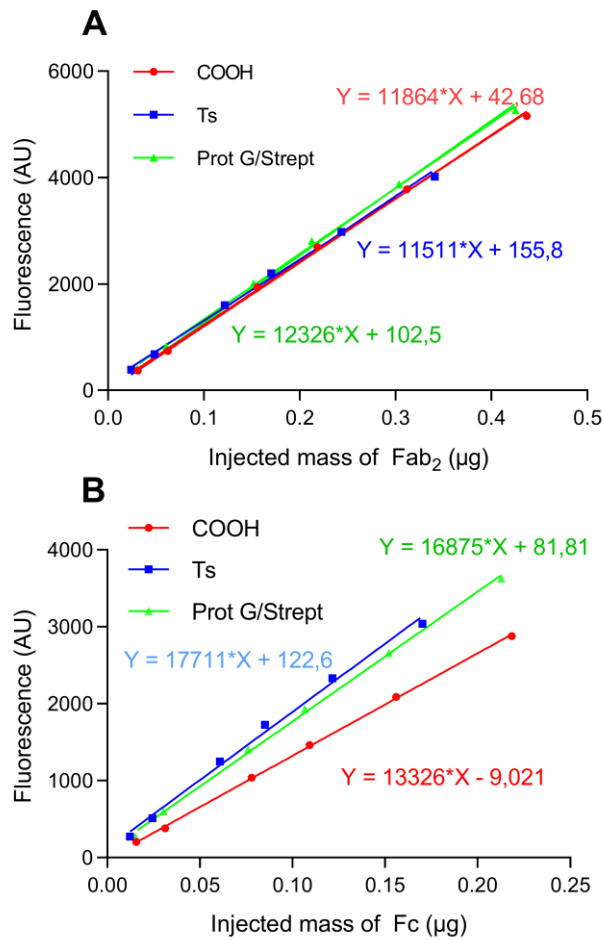 A
6000
4000
2000
0
Fluorescence (AU)
COOH
Ts
Prot G/Strept
Y = 11864*X + 42,68
Y = 11511*X + 155,8
Y = 12326*X + 102,5
0.0 0.1 0.2 0.3 0.4 0.5
Injected mass of Fab₂ (µg)
B
4000
3000
2000
1000
0
Fluorescence (AU)
COOH
Ts
Prot G/Strept
Y = 16875*X + 81,81
Y = 17711*X + 122,6
Y = 13326*X - 9,021
0.00 0.05 0.10 0.15 0.20 0.25
Injected mass of Fc (µg)